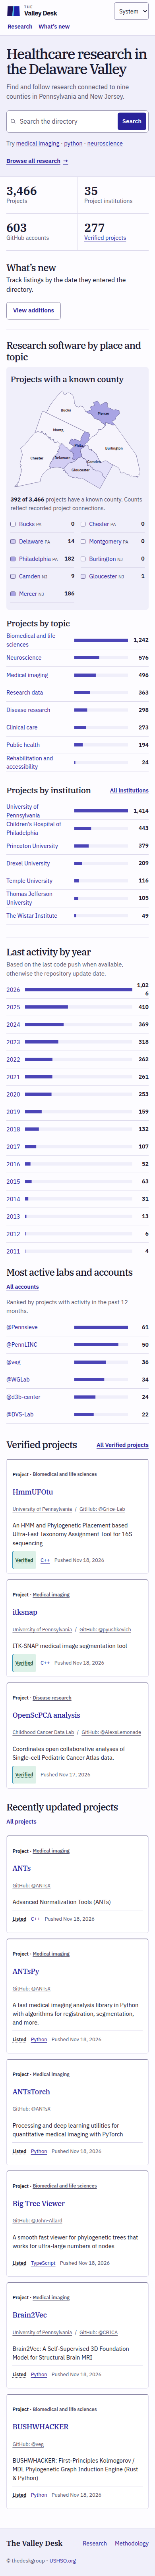 THE
Valley Desk
System
Research What's new
Healthcare research in
the Delaware Valley
Find and follow research connected to nine
counties in Pennsylvania and New Jersey.
Search the directory
Search
Try medical imaging · python · neuroscience
Browse all research →
3,466
Projects
35
Project institutions
603
GitHub accounts
277
Verified projects
What's new
Track listings by the date they entered the
directory.
View additions
Research software by place and
topic
Projects with a known county
Bucks
Mercer
Montg.
Phila.
Chester
Delaware
Burlington
Camden
Gloucester
392 of 3,466 projects have a known county. Counts
reflect recorded project connections.
Bucks PA 0
Chester PA 0
Delaware PA 14
Montgomery PA 0
Philadelphia PA 182
Burlington NJ 0
Camden NJ 9
Gloucester NJ 1
Mercer NJ 186
Projects by topic
Biomedical and life
sciences 1,242
Neuroscience 576
Medical imaging 496
Research data 363
Disease research 298
Clinical care 273
Public health 194
Rehabilitation and
accessibility 24
Projects by institution
All institutions
University of
Pennsylvania 1,414
Children's Hospital of
Philadelphia 443
Princeton University 379
Drexel University 209
Temple University 116
Thomas Jefferson
University 105
The Wistar Institute 49
Last activity by year
Based on the last code push when available,
otherwise the repository update date.
2026 1,02
6
2025 410
2024 369
2023 318
2022 262
2021 261
2020 253
2019 159
2018 132
2017 107
2016 52
2015 63
2014 31
2013 13
2012 6
2011 4
Most active labs and accounts
All accounts
Ranked by projects with activity in the past 12
months.
@Pennsieve 61
@PennLINC 50
@veg 36
@WGLab 34
@d3b-center 24
@DVS-Lab 22
Verified projects
All Verified projects
Project · Biomedical and life sciences
HmmUFOtu
University of Pennsylvania / GitHub: @Grice-Lab
An HMM and Phylogenetic Placement based
Ultra-Fast Taxonomy Assignment Tool for 16S
sequencing
Verified C++ Pushed Nov 18, 2026
Project · Medical imaging
itksnap
University of Pennsylvania / GitHub: @pyushkevich
ITK-SNAP medical image segmentation tool
Verified C++ Pushed Nov 18, 2026
Project · Disease research
OpenScPCA analysis
Childhood Cancer Data Lab / GitHub: @AlexsLemonade
Coordinates open collaborative analyses of
Single-cell Pediatric Cancer Atlas data.
Verified Pushed Nov 17, 2026
Recently updated projects
All projects
Project · Medical imaging
ANTs
GitHub: @ANTsX
Advanced Normalization Tools (ANTs)
Listed C++ Pushed Nov 18, 2026
Project · Medical imaging
ANTsPy
GitHub: @ANTsX
A fast medical imaging analysis library in Python
with algorithms for registration, segmentation,
and more.
Listed Python Pushed Nov 18, 2026
Project · Medical imaging
ANTsTorch
GitHub: @ANTsX
Processing and deep learning utilities for
quantitative medical imaging with PyTorch
Listed Python Pushed Nov 18, 2026
Project · Biomedical and life sciences
Big Tree Viewer
GitHub: @John-Allard
A smooth fast viewer for phylogenetic trees that
works for ultra-large numbers of nodes
Listed TypeScript Pushed Nov 18, 2026
Project · Medical imaging
Brain2Vec
University of Pennsylvania / GitHub: @CBICA
Brain2Vec: A Self-Supervised 3D Foundation
Model for Structural Brain MRI
Listed Python Pushed Nov 18, 2026
Project · Biomedical and life sciences
BUSHWHACKER
GitHub: @veg
BUSHWHACKER: First-Principles Kolmogorov /
MDL Phylogenetic Graph Induction Engine (Rust
& Python)
Listed Python Pushed Nov 18, 2026
The Valley Desk
Research Methodology
© thedeskgroup · USHSO.org